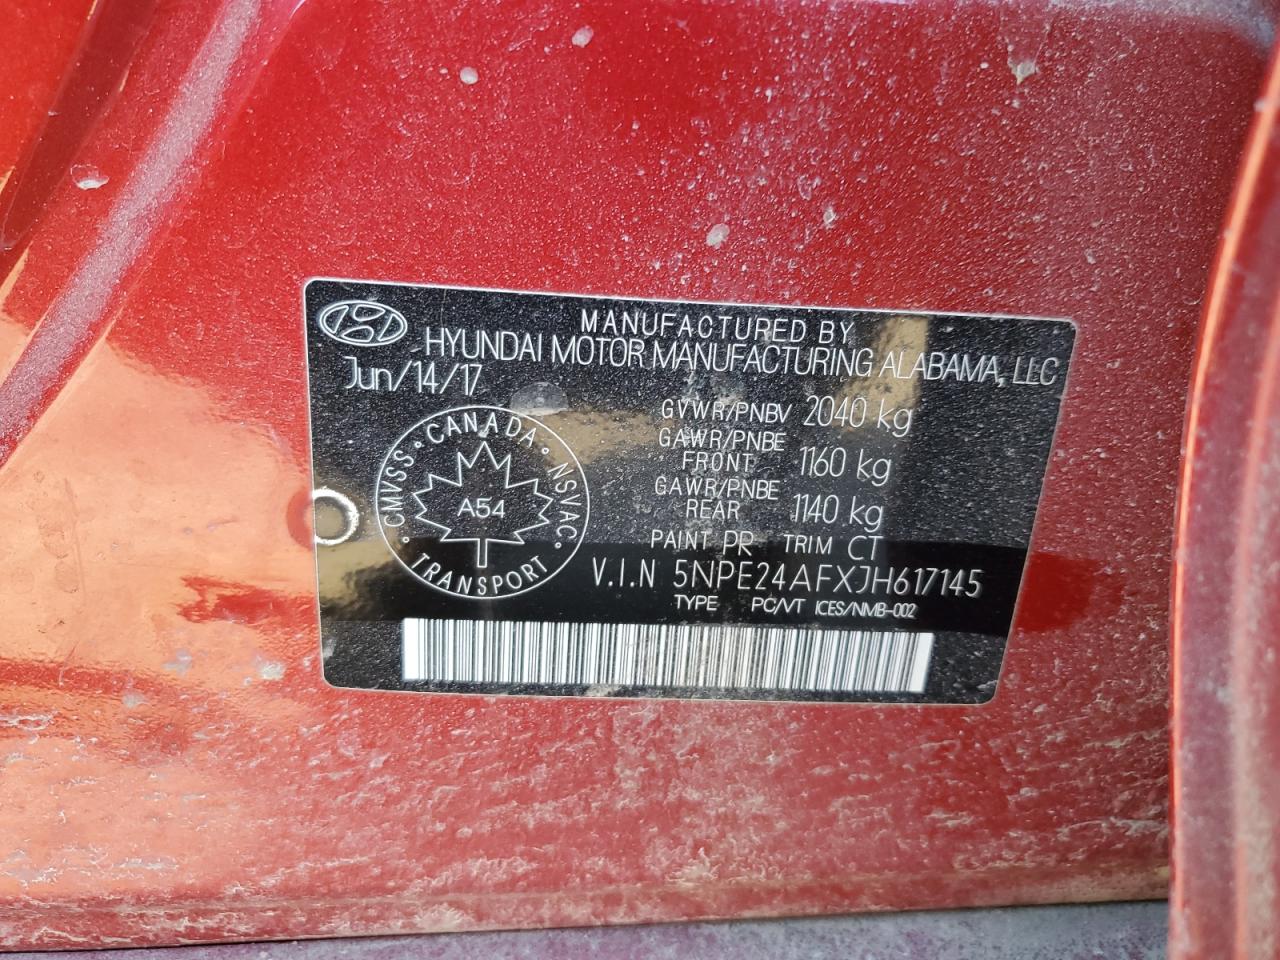 MANUFACTURED BY
HYUNDAI MOTOR MANUFACTURING ALABAMA, LLC
Jun/14/17
GVWR/PNBV 2040 kg
GAWR/PNBE FRONT 1160 kg
GAWR/PNBE REAR 1140 kg
PAINT PR TRIM CT
V.I.N 5NPE24AFXJH617145
TYPE PC/VT ICES/NMB-002
CMVSS · CANADA · NSVAC
A54
· TRANSPORT ·